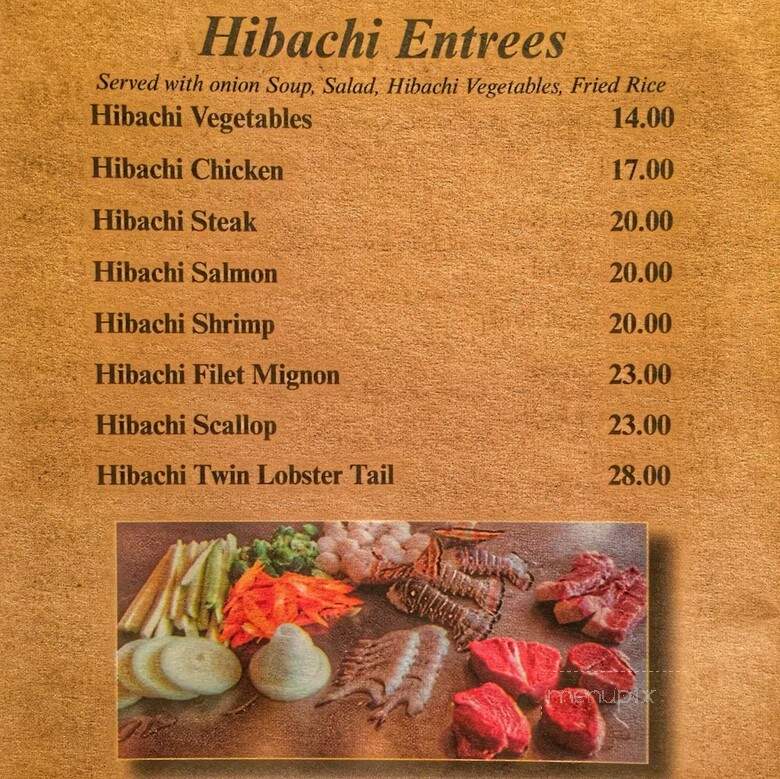 Hibachi Entrees
Served with onion Soup, Salad, Hibachi Vegetables, Fried Rice
Hibachi Vegetables 14.00
Hibachi Chicken 17.00
Hibachi Steak 20.00
Hibachi Salmon 20.00
Hibachi Shrimp 20.00
Hibachi Filet Mignon 23.00
Hibachi Scallop 23.00
Hibachi Twin Lobster Tail 28.00
menupix